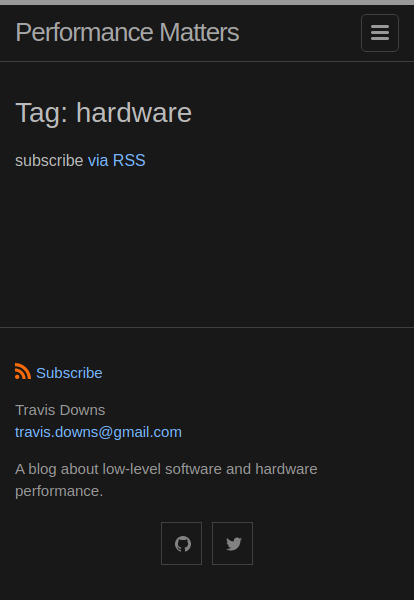 Performance Matters
Tag: hardware
subscribe via RSS
Subscribe
Travis Downs
travis.downs@gmail.com
A blog about low-level software and hardware
performance.